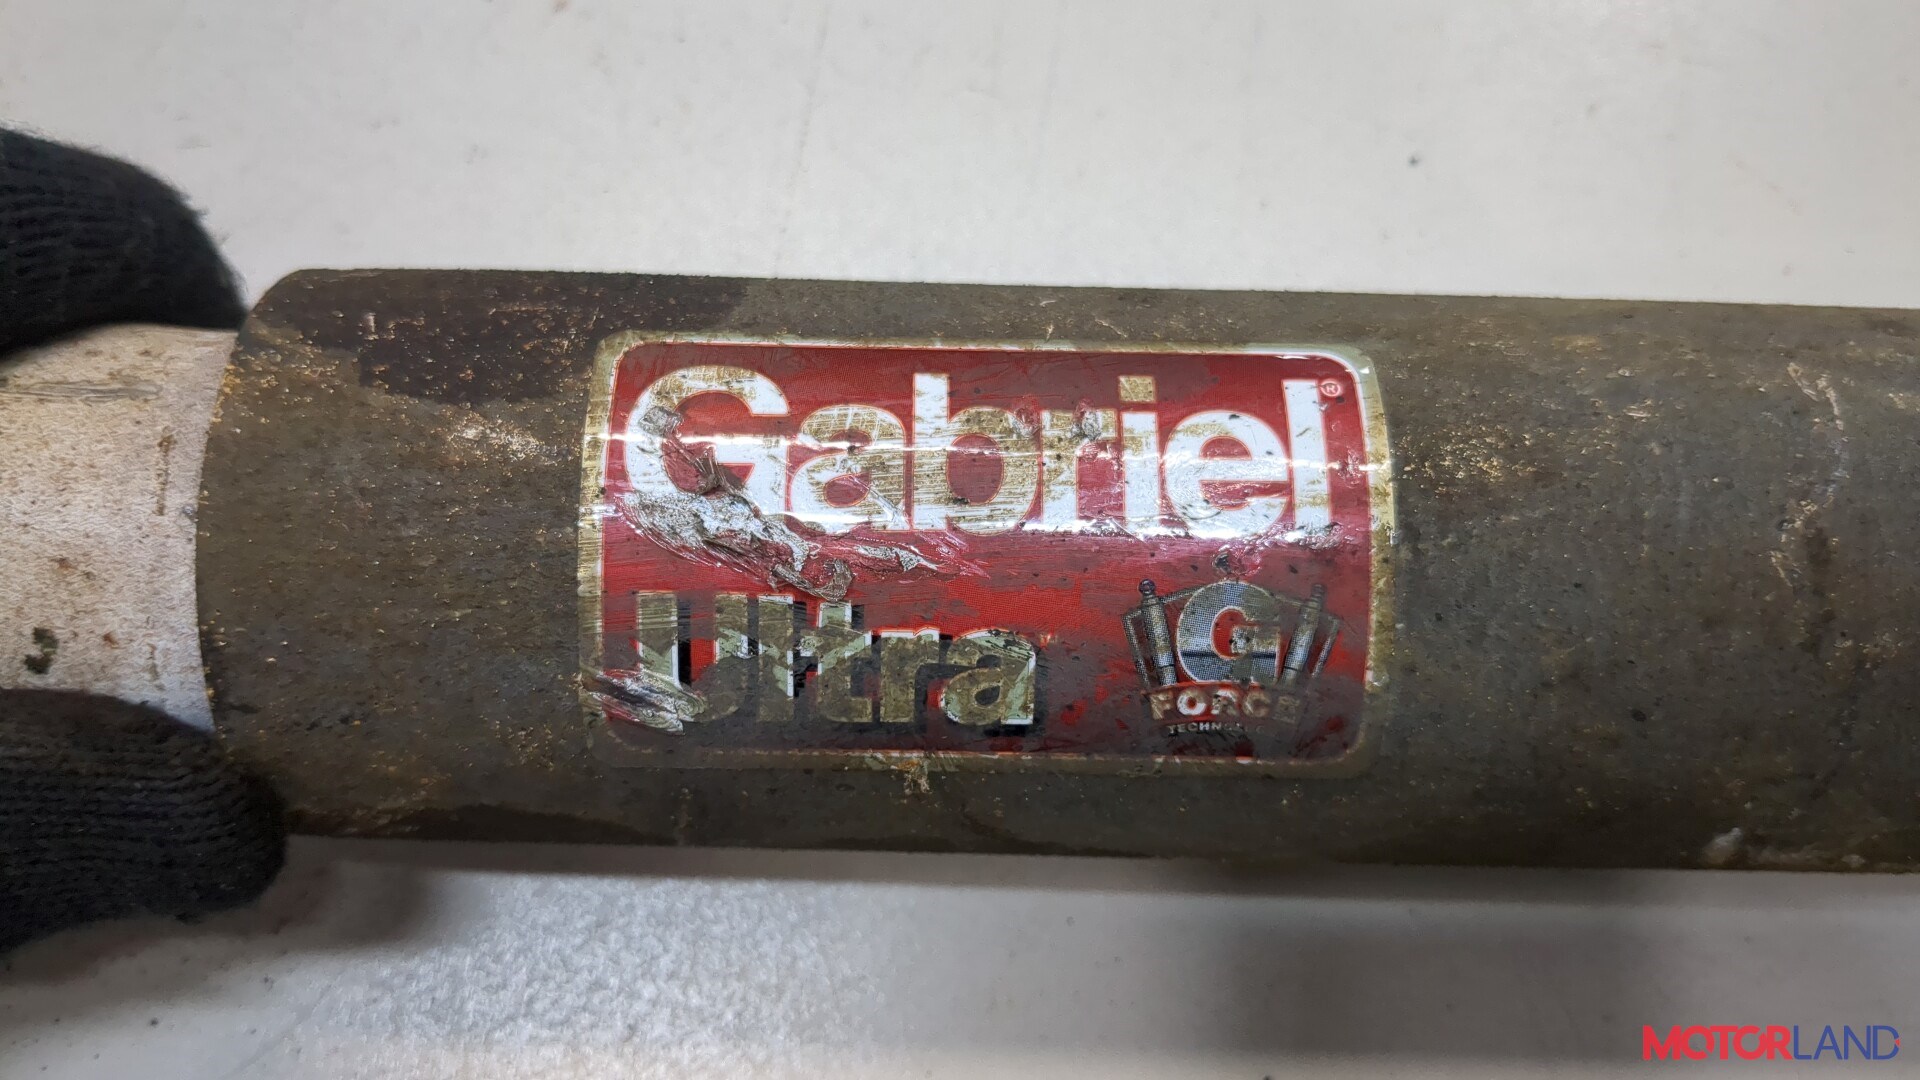 Gabriel®
Ultra
G
FORCE
MOTORLAND